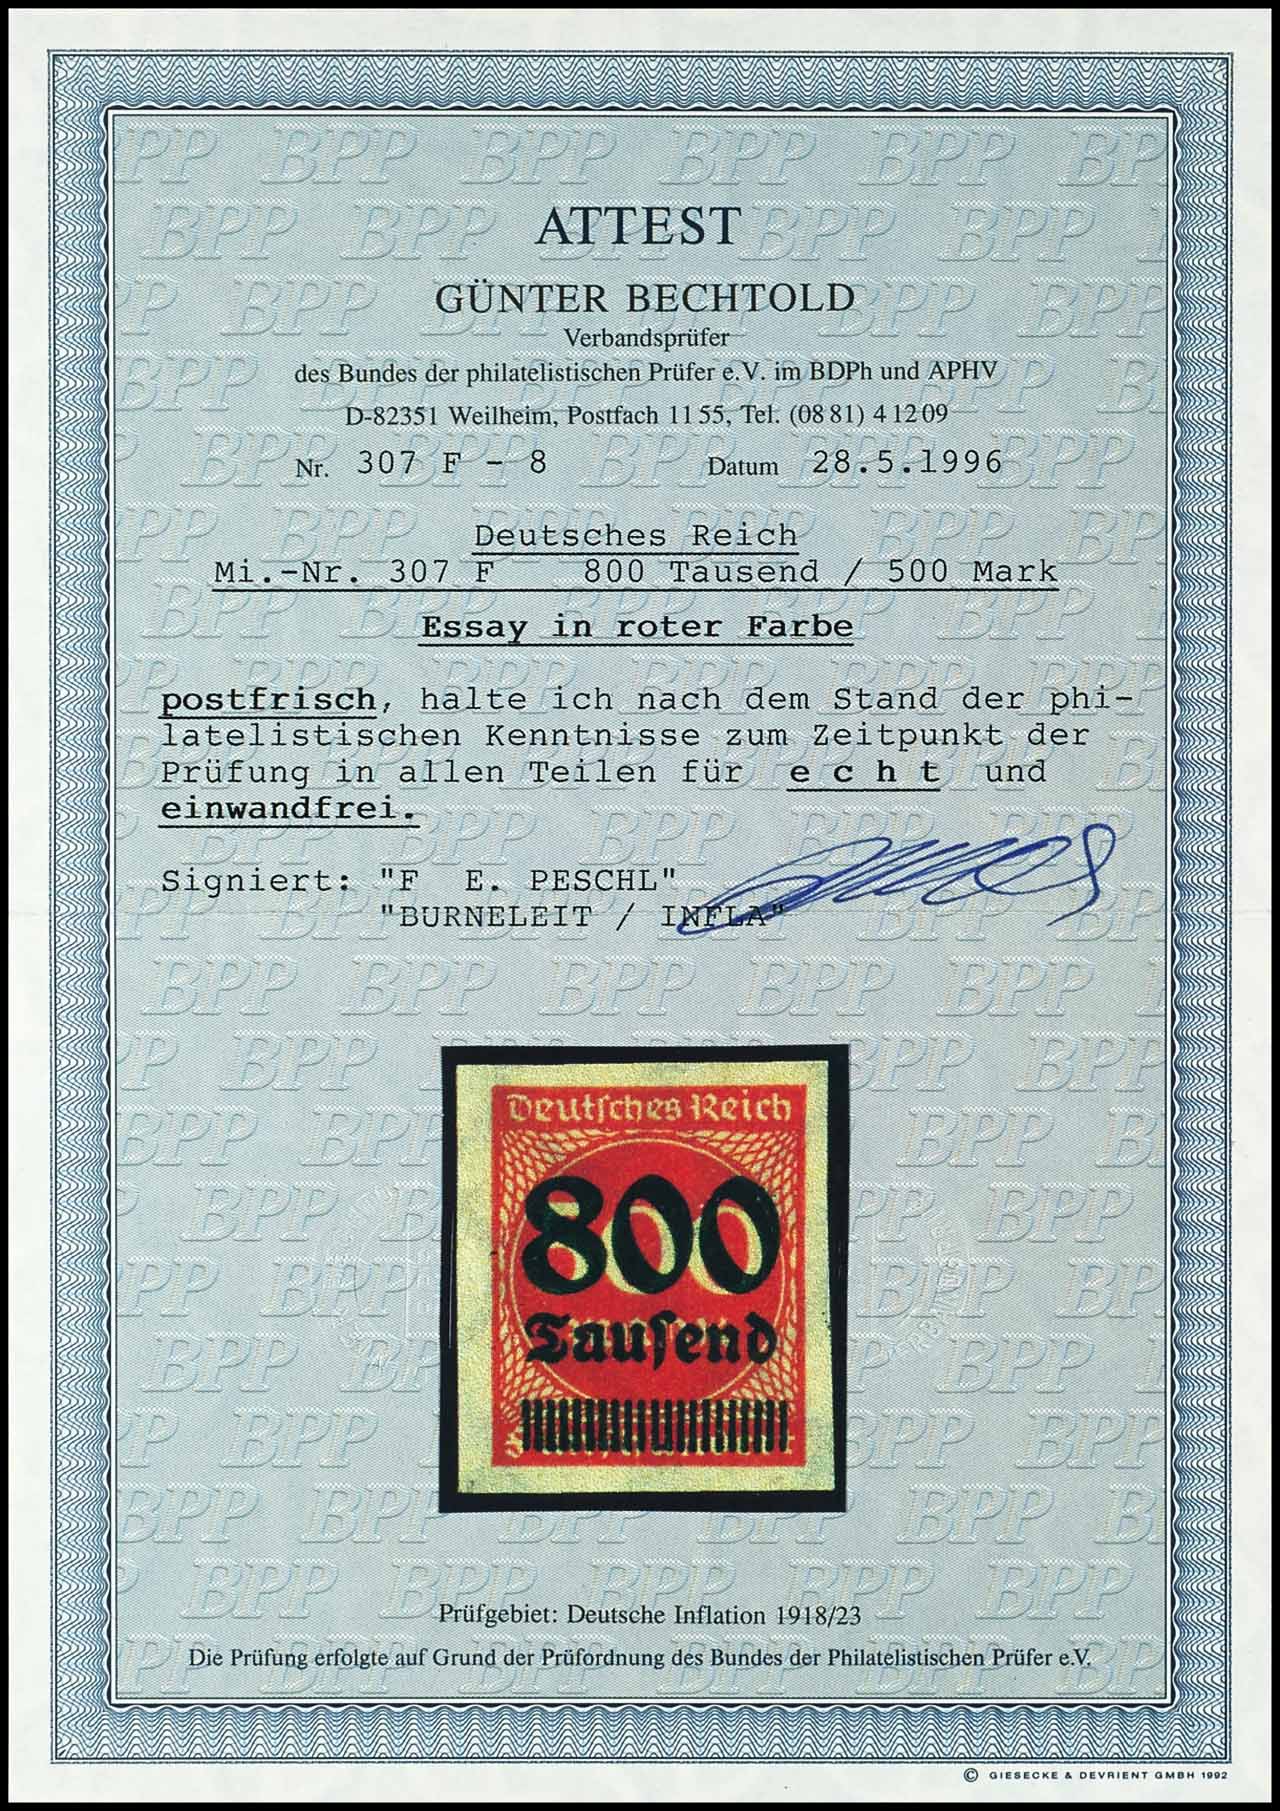 ATTEST
GÜNTER BECHTOLD
Verbandsprüfer
des Bundes der philatelistischen Prüfer e.V. im BDPh und APHV
D-82351 Weilheim, Postfach 11 55, Tel. (08 81) 4 12 09
Nr. 307 F - 8 Datum 28.5.1996
Deutsches Reich
Mi.-Nr. 307 F 800 Tausend / 500 Mark
Essay in roter Farbe
postfrisch, halte ich nach dem Stand der phi-
latelistischen Kenntnisse zum Zeitpunkt der
Prüfung in allen Teilen für e c h t und
einwandfrei.
Signiert: "F E. PESCHL"
"BURNELEIT / INFLA"
Deutsches Reich
800
Tausend
Prüfgebiet: Deutsche Inflation 1918/23
Die Prüfung erfolgte auf Grund der Prüfordnung des Bundes der Philatelistischen Prüfer e.V.
© GIESECKE & DEVRIENT GMBH 1992